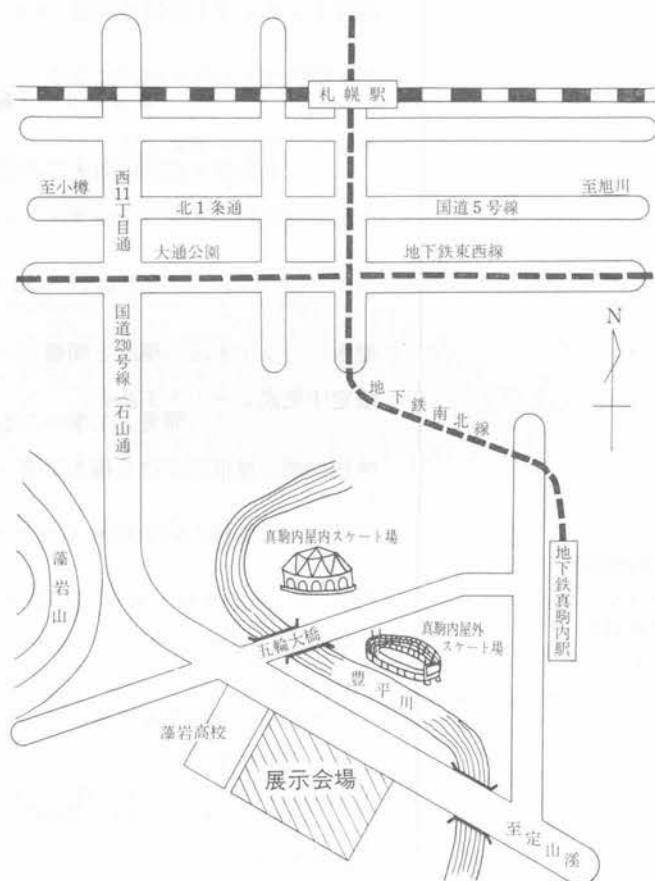 札幌駅
至小樽
西11丁目通
北1条通
国道5号線
至旭川
大通公園
地下鉄東西線
国道230号線(石山通)
N
地下鉄南北線
藻岩山
真駒内屋内スケート場
地下鉄真駒内駅
五輪大橋
真駒内屋外
スケート場
豊平川
藻岩高校
展示会場
至定山渓